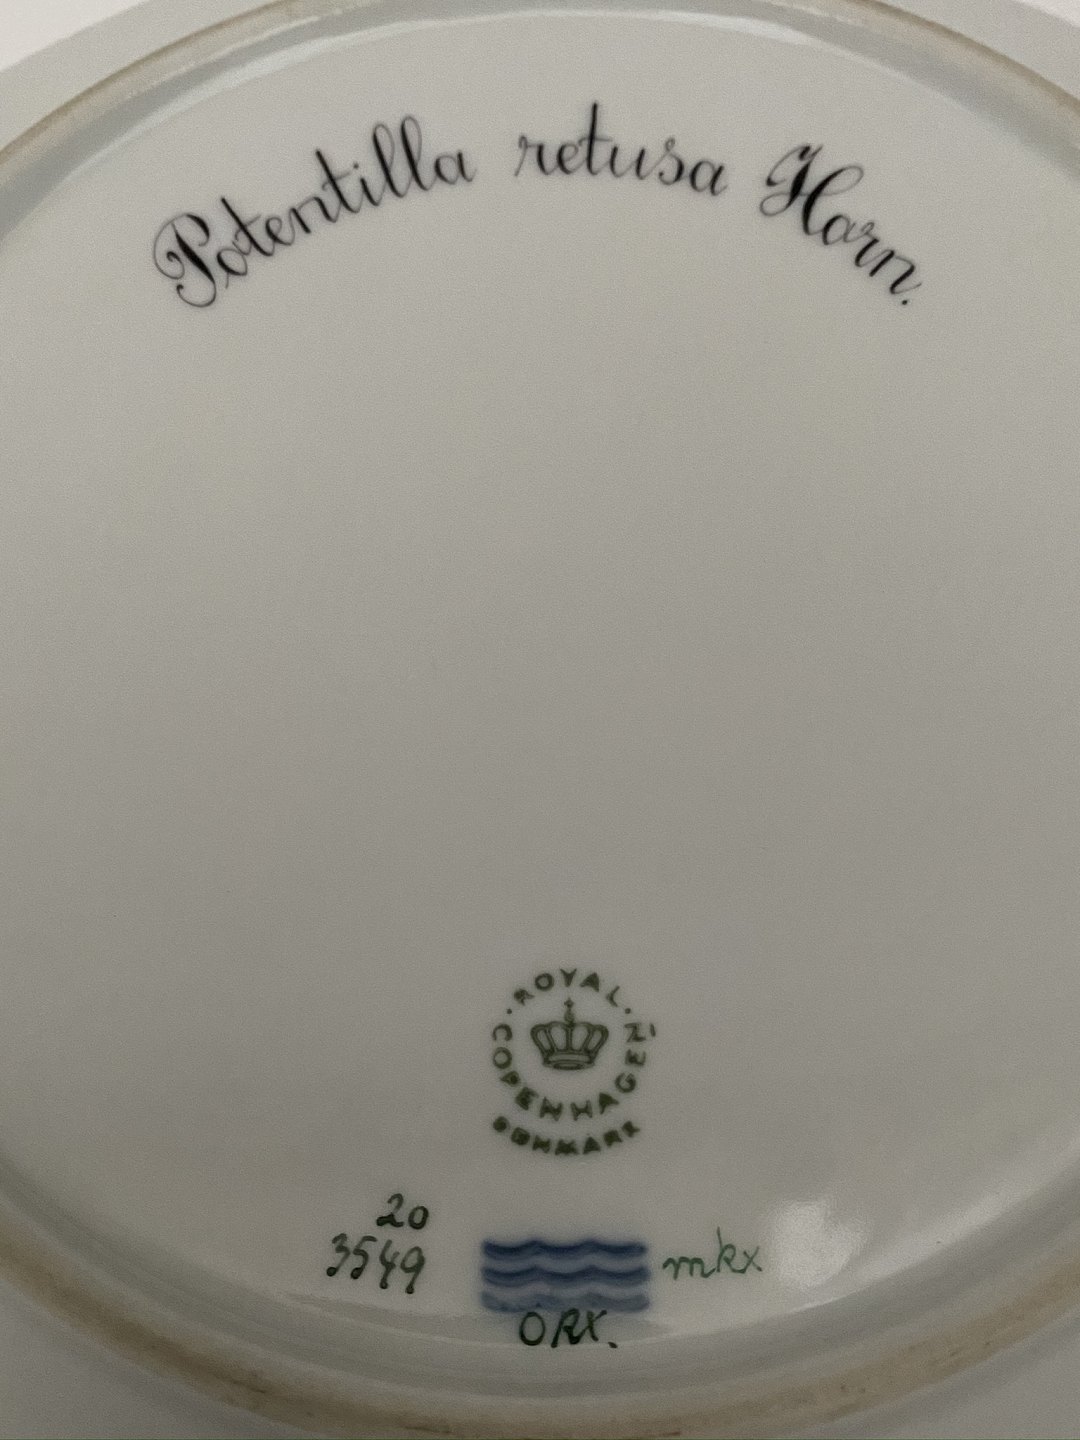 Potentilla retusa Horn.
ROYAL
COPENHAGEN
DENMARK
20
3549
mkx
ORX.